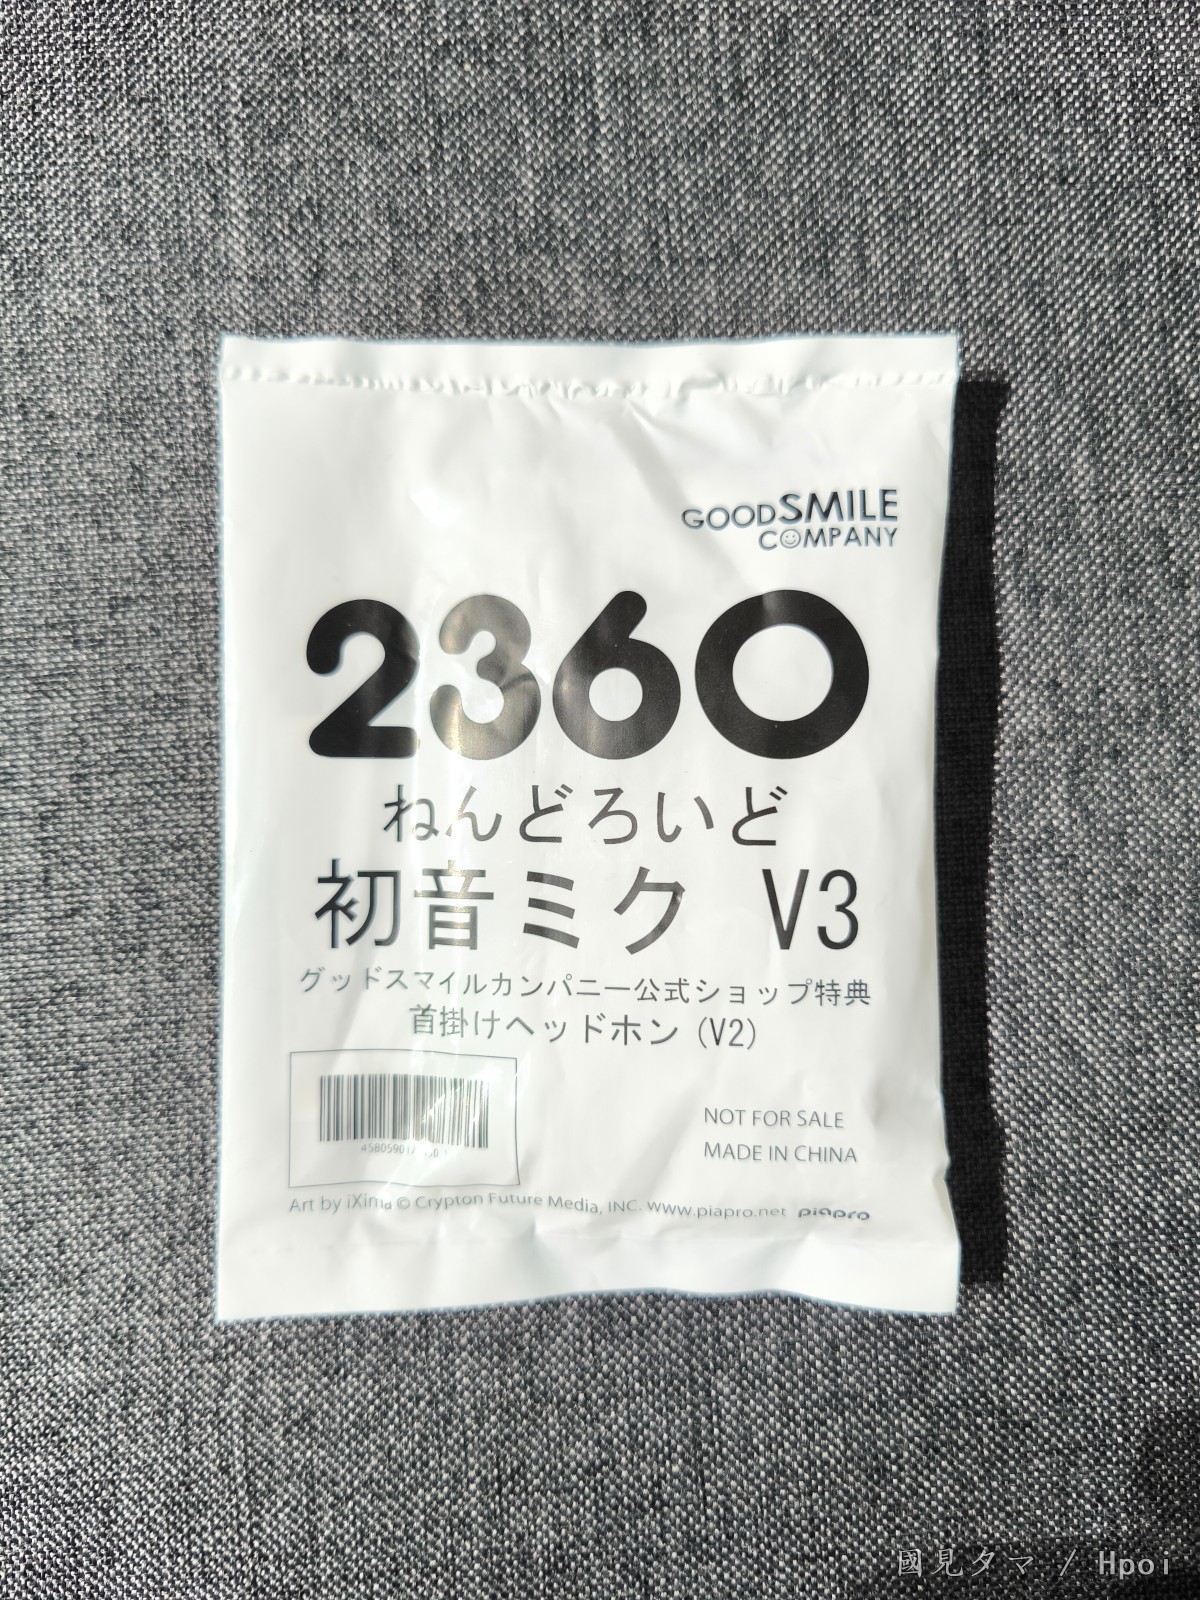 GOODSMILE
COMPANY
2360
ねんどろいど
初音ミク V3
グッドスマイルカンパニー公式ショップ特典
首掛けヘッドホン (V2)
NOT FOR SALE
MADE IN CHINA
Art by iXima © Crypton Future Media, INC. www.piapro.net piapro
國見タマ / Hpoi